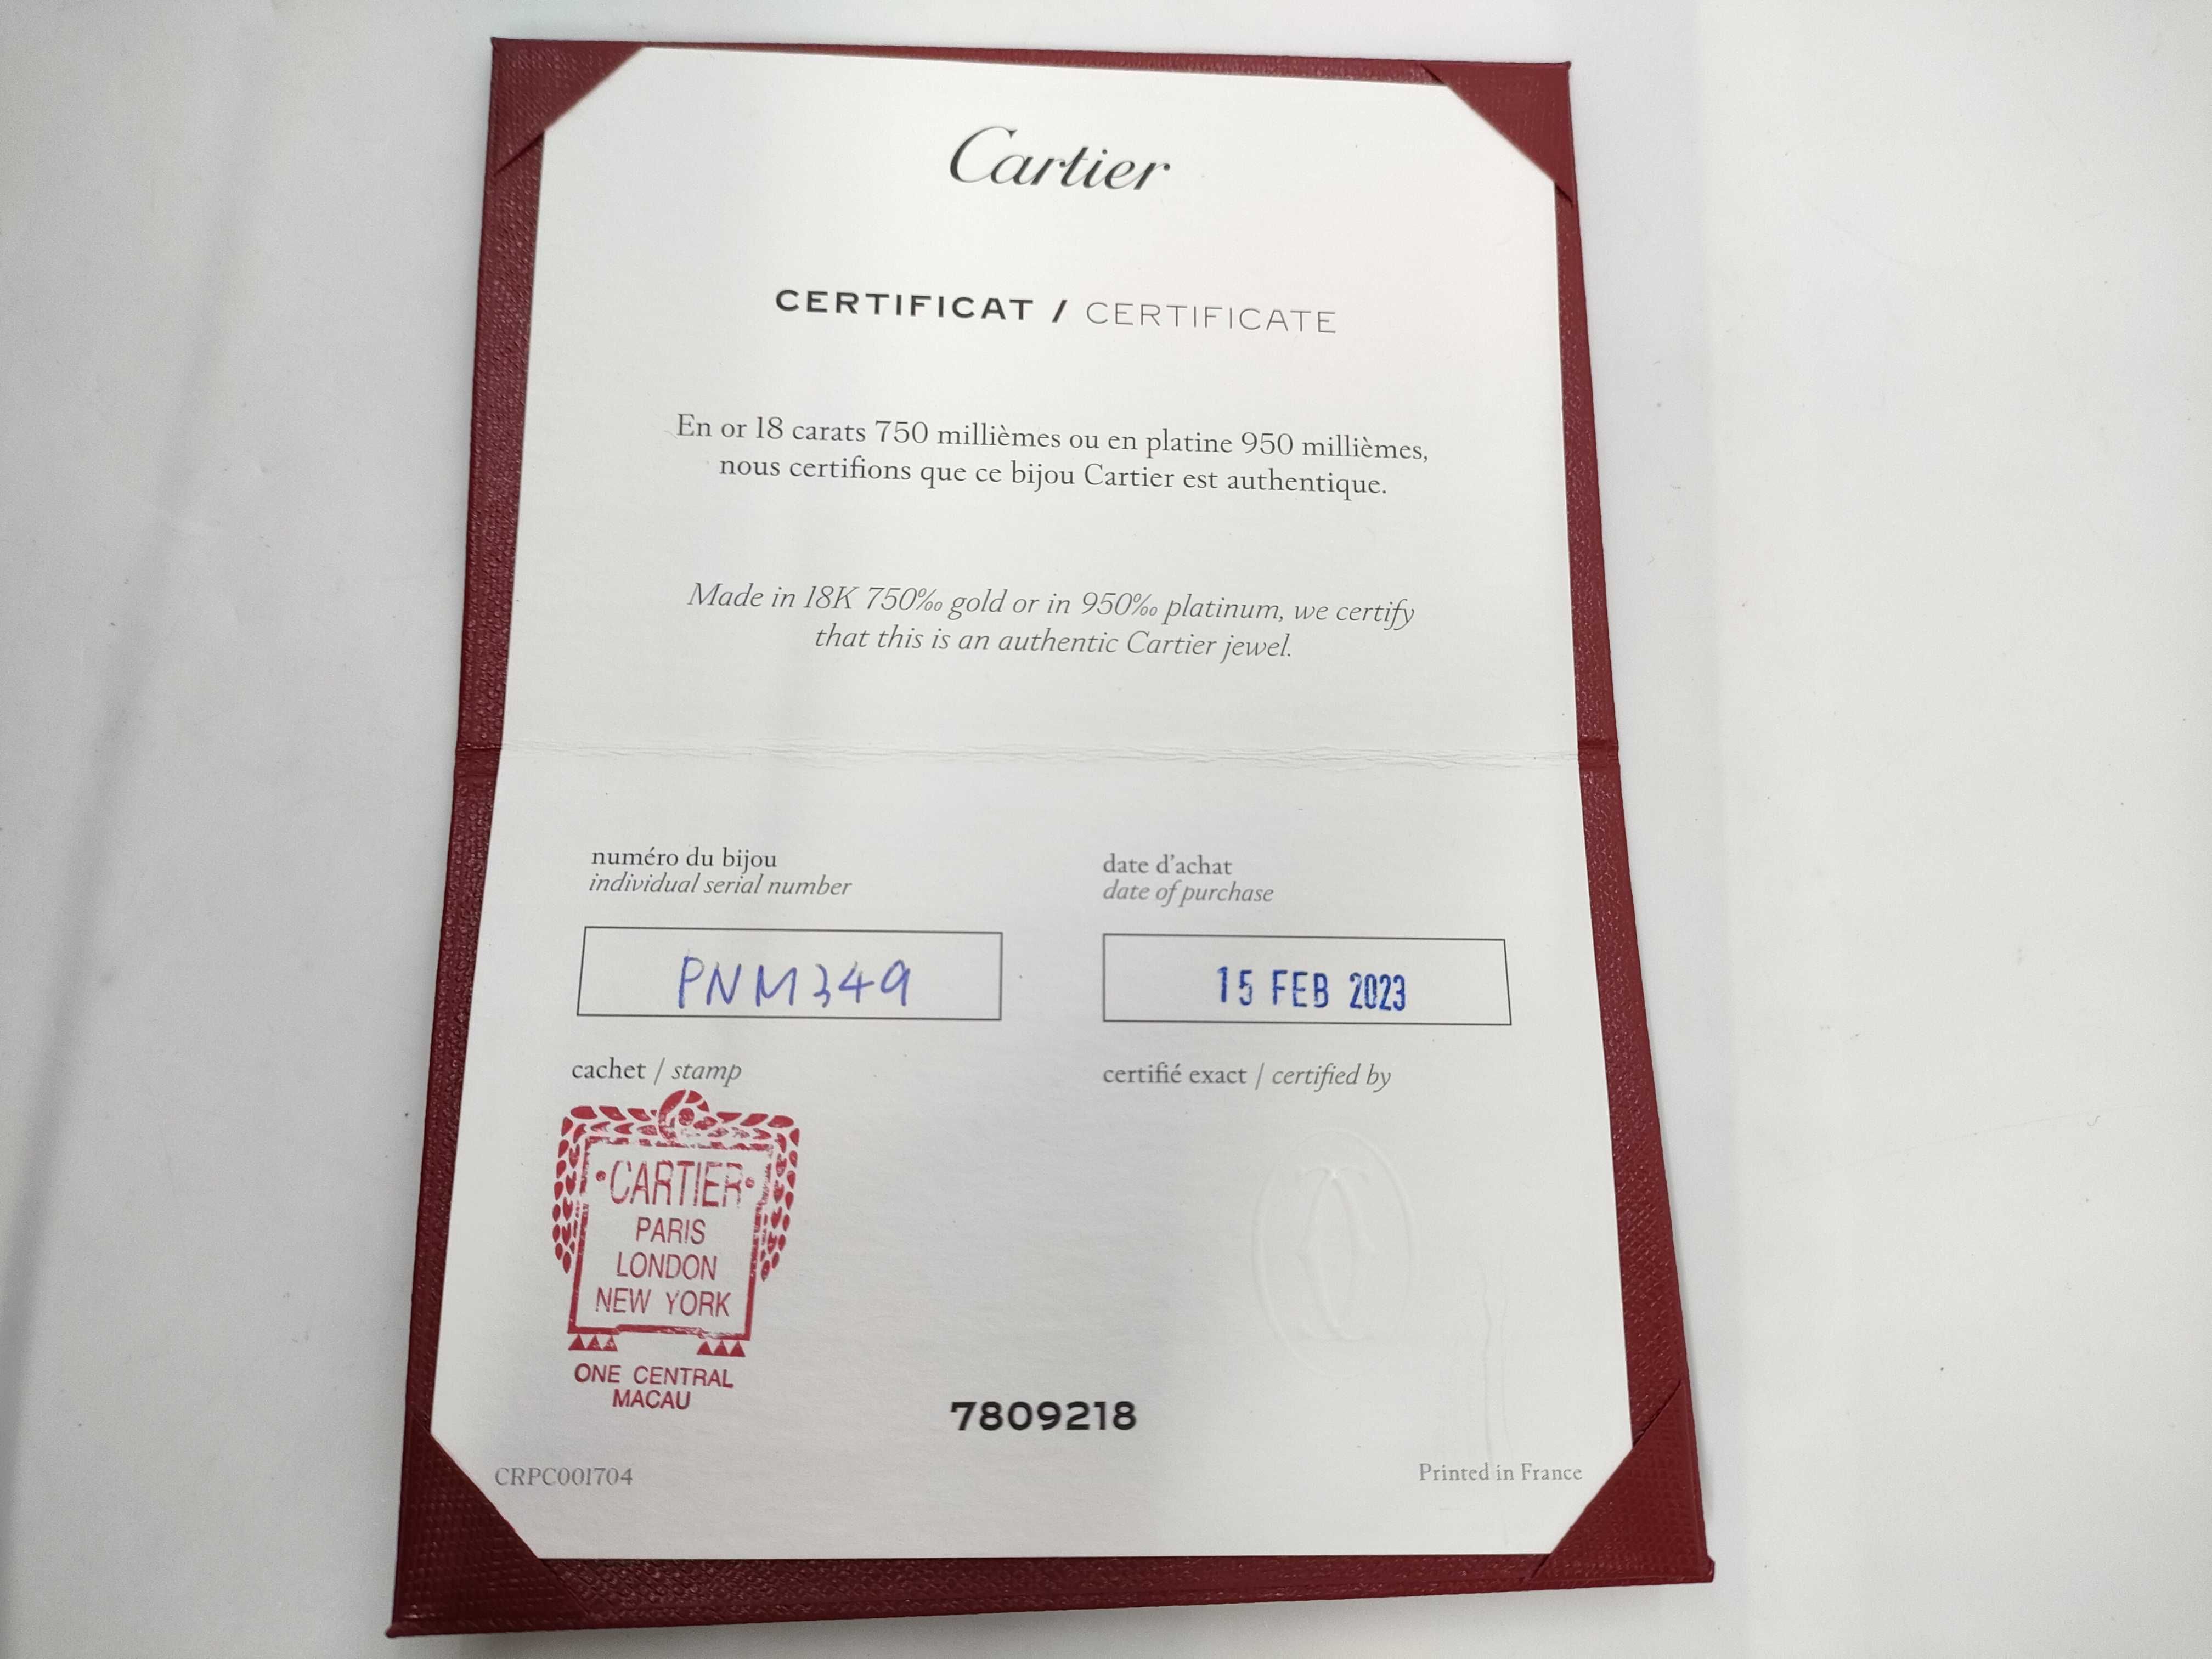 Cartier
CERTIFICAT / CERTIFICATE
En or 18 carats 750 millièmes ou en platine 950 millièmes,
nous certifions que ce bijou Cartier est authentique.
Made in 18K 750‰ gold or in 950‰ platinum, we certify
that this is an authentic Cartier jewel.
numéro du bijou
individual serial number
PNM349
date d'achat
date of purchase
15 FEB 2023
cachet / stamp
·CARTIER·
PARIS
LONDON
NEW YORK
ONE CENTRAL
MACAU
certifié exact / certified by
7809218
CRPC001704
Printed in France